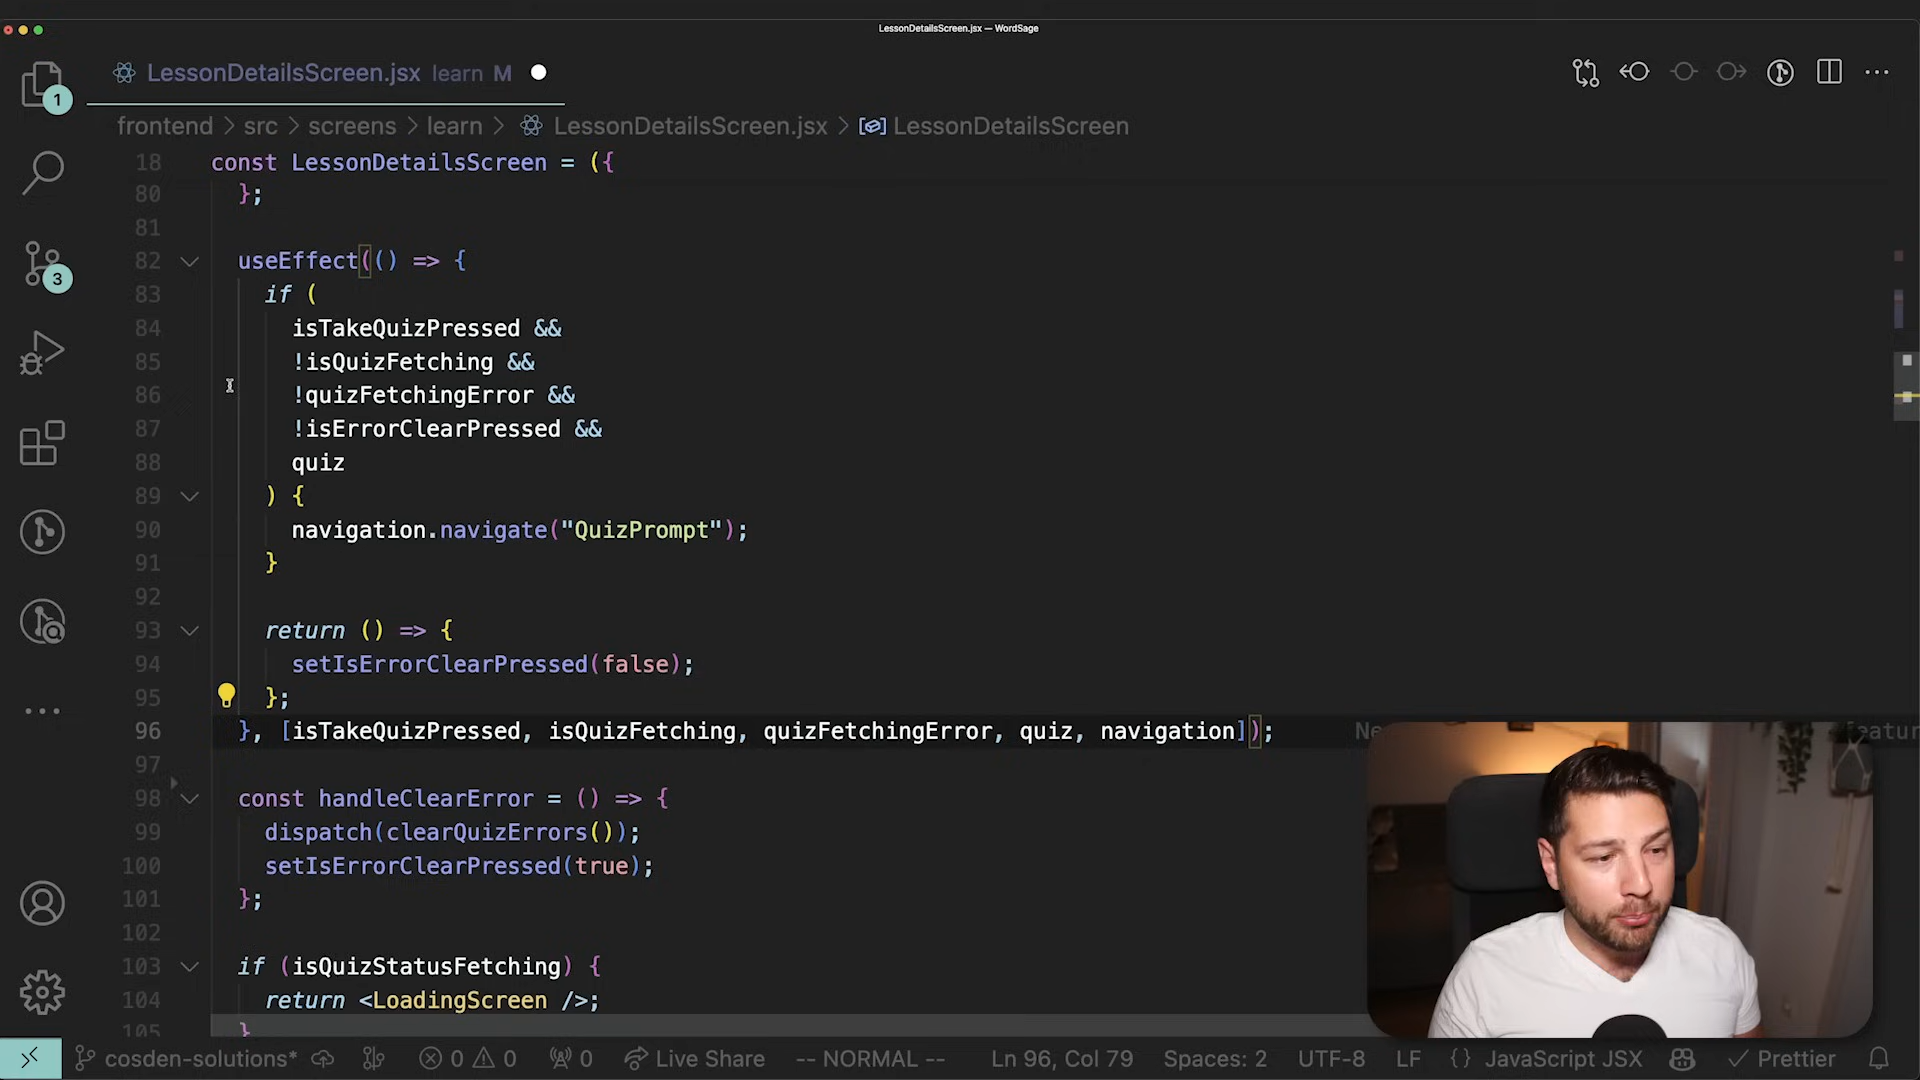 LessonDetailsScreen.jsx — WordSage
LessonDetailsScreen.jsx learn M
1
frontend > src > screens > learn > LessonDetailsScreen.jsx > LessonDetailsScreen
18 const LessonDetailsScreen = ({
80 };
81
82 useEffect(() => {
83 if (
84 isTakeQuizPressed &&
85 !isQuizFetching &&
86 !quizFetchingError &&
87 !isErrorClearPressed &&
88 quiz
89 ) {
90 navigation.navigate("QuizPrompt");
91 }
92
93 return () => {
94 setIsErrorClearPressed(false);
95 };
96 }, [isTakeQuizPressed, isQuizFetching, quizFetchingError, quiz, navigation]);
97
98 const handleClearError = () => {
99 dispatch(clearQuizErrors());
100 setIsErrorClearPressed(true);
101 };
102
103 if (isQuizStatusFetching) {
104 return <LoadingScreen />;
105 }
3
cosden-solutions* 0 0 0 Live Share -- NORMAL -- Ln 96, Col 79 Spaces: 2 UTF-8 LF {} JavaScript JSX Prettier